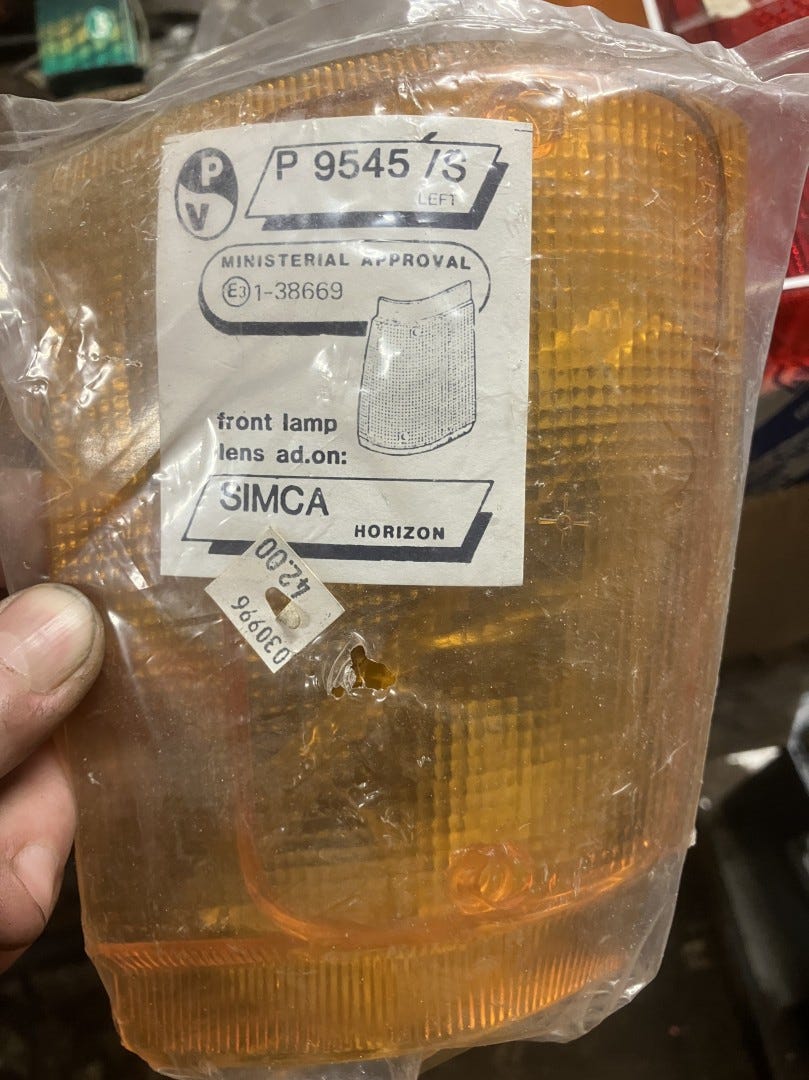 P
V
P 9545 /S
LEFT
MINISTERIAL APPROVAL
E3 1-38669
front lamp
lens ad.on:
SIMCA
HORIZON
42.00
030996